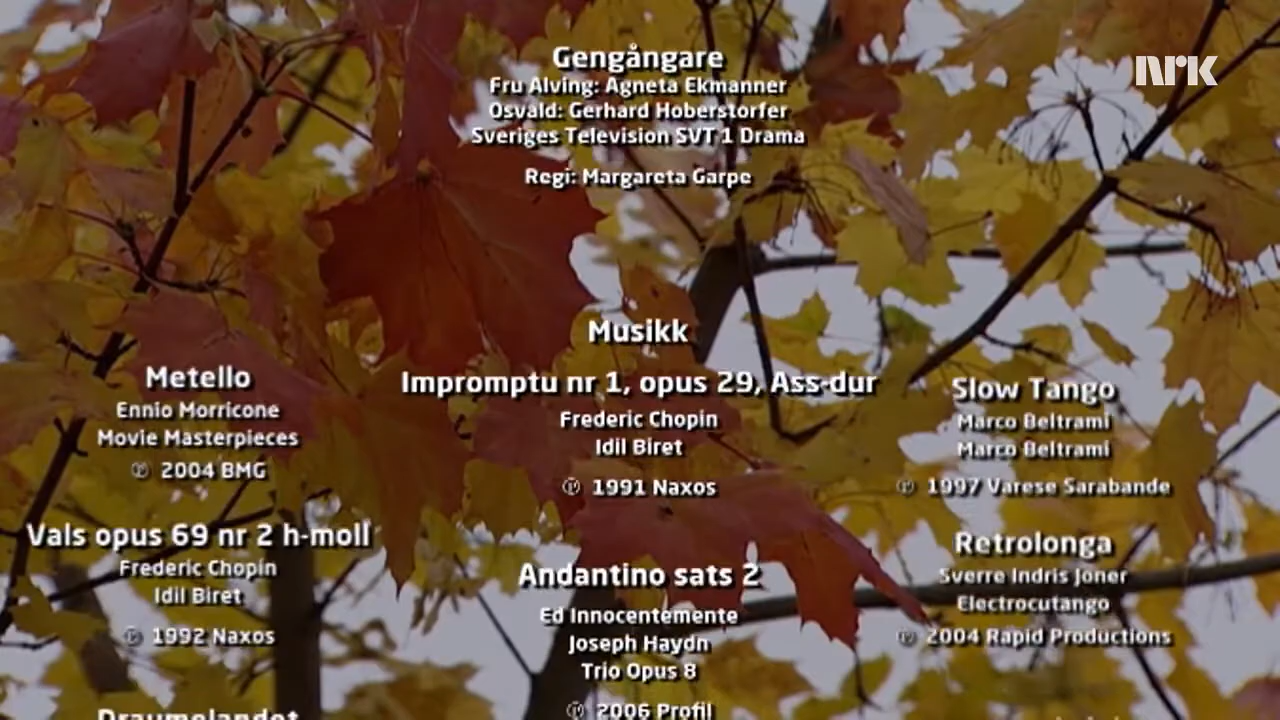 Gengångare
nrk
Fru Alving: Agneta Ekmanner
Osvald: Gerhard Hoberstorfer
Sveriges Television SVT 1 Drama
Regi: Margareta Garpe
Musikk
Metello
Ennio Morricone
Movie Masterpieces
℗ 2004 BMG
Vals opus 69 nr 2 h-moll
Frederic Chopin
Idil Biret
℗ 1992 Naxos
Draumelandet
Impromptu nr 1, opus 29, Ass-dur
Frederic Chopin
Idil Biret
℗ 1991 Naxos
Andantino sats 2
Ed Innocentemente
Joseph Haydn
Trio Opus 8
℗ 2006 Profil
Slow Tango
Marco Beltrami
Marco Beltrami
℗ 1997 Varese Sarabande
Retrolonga
Sverre Indris Joner
Electrocutango
℗ 2004 Rapid Productions